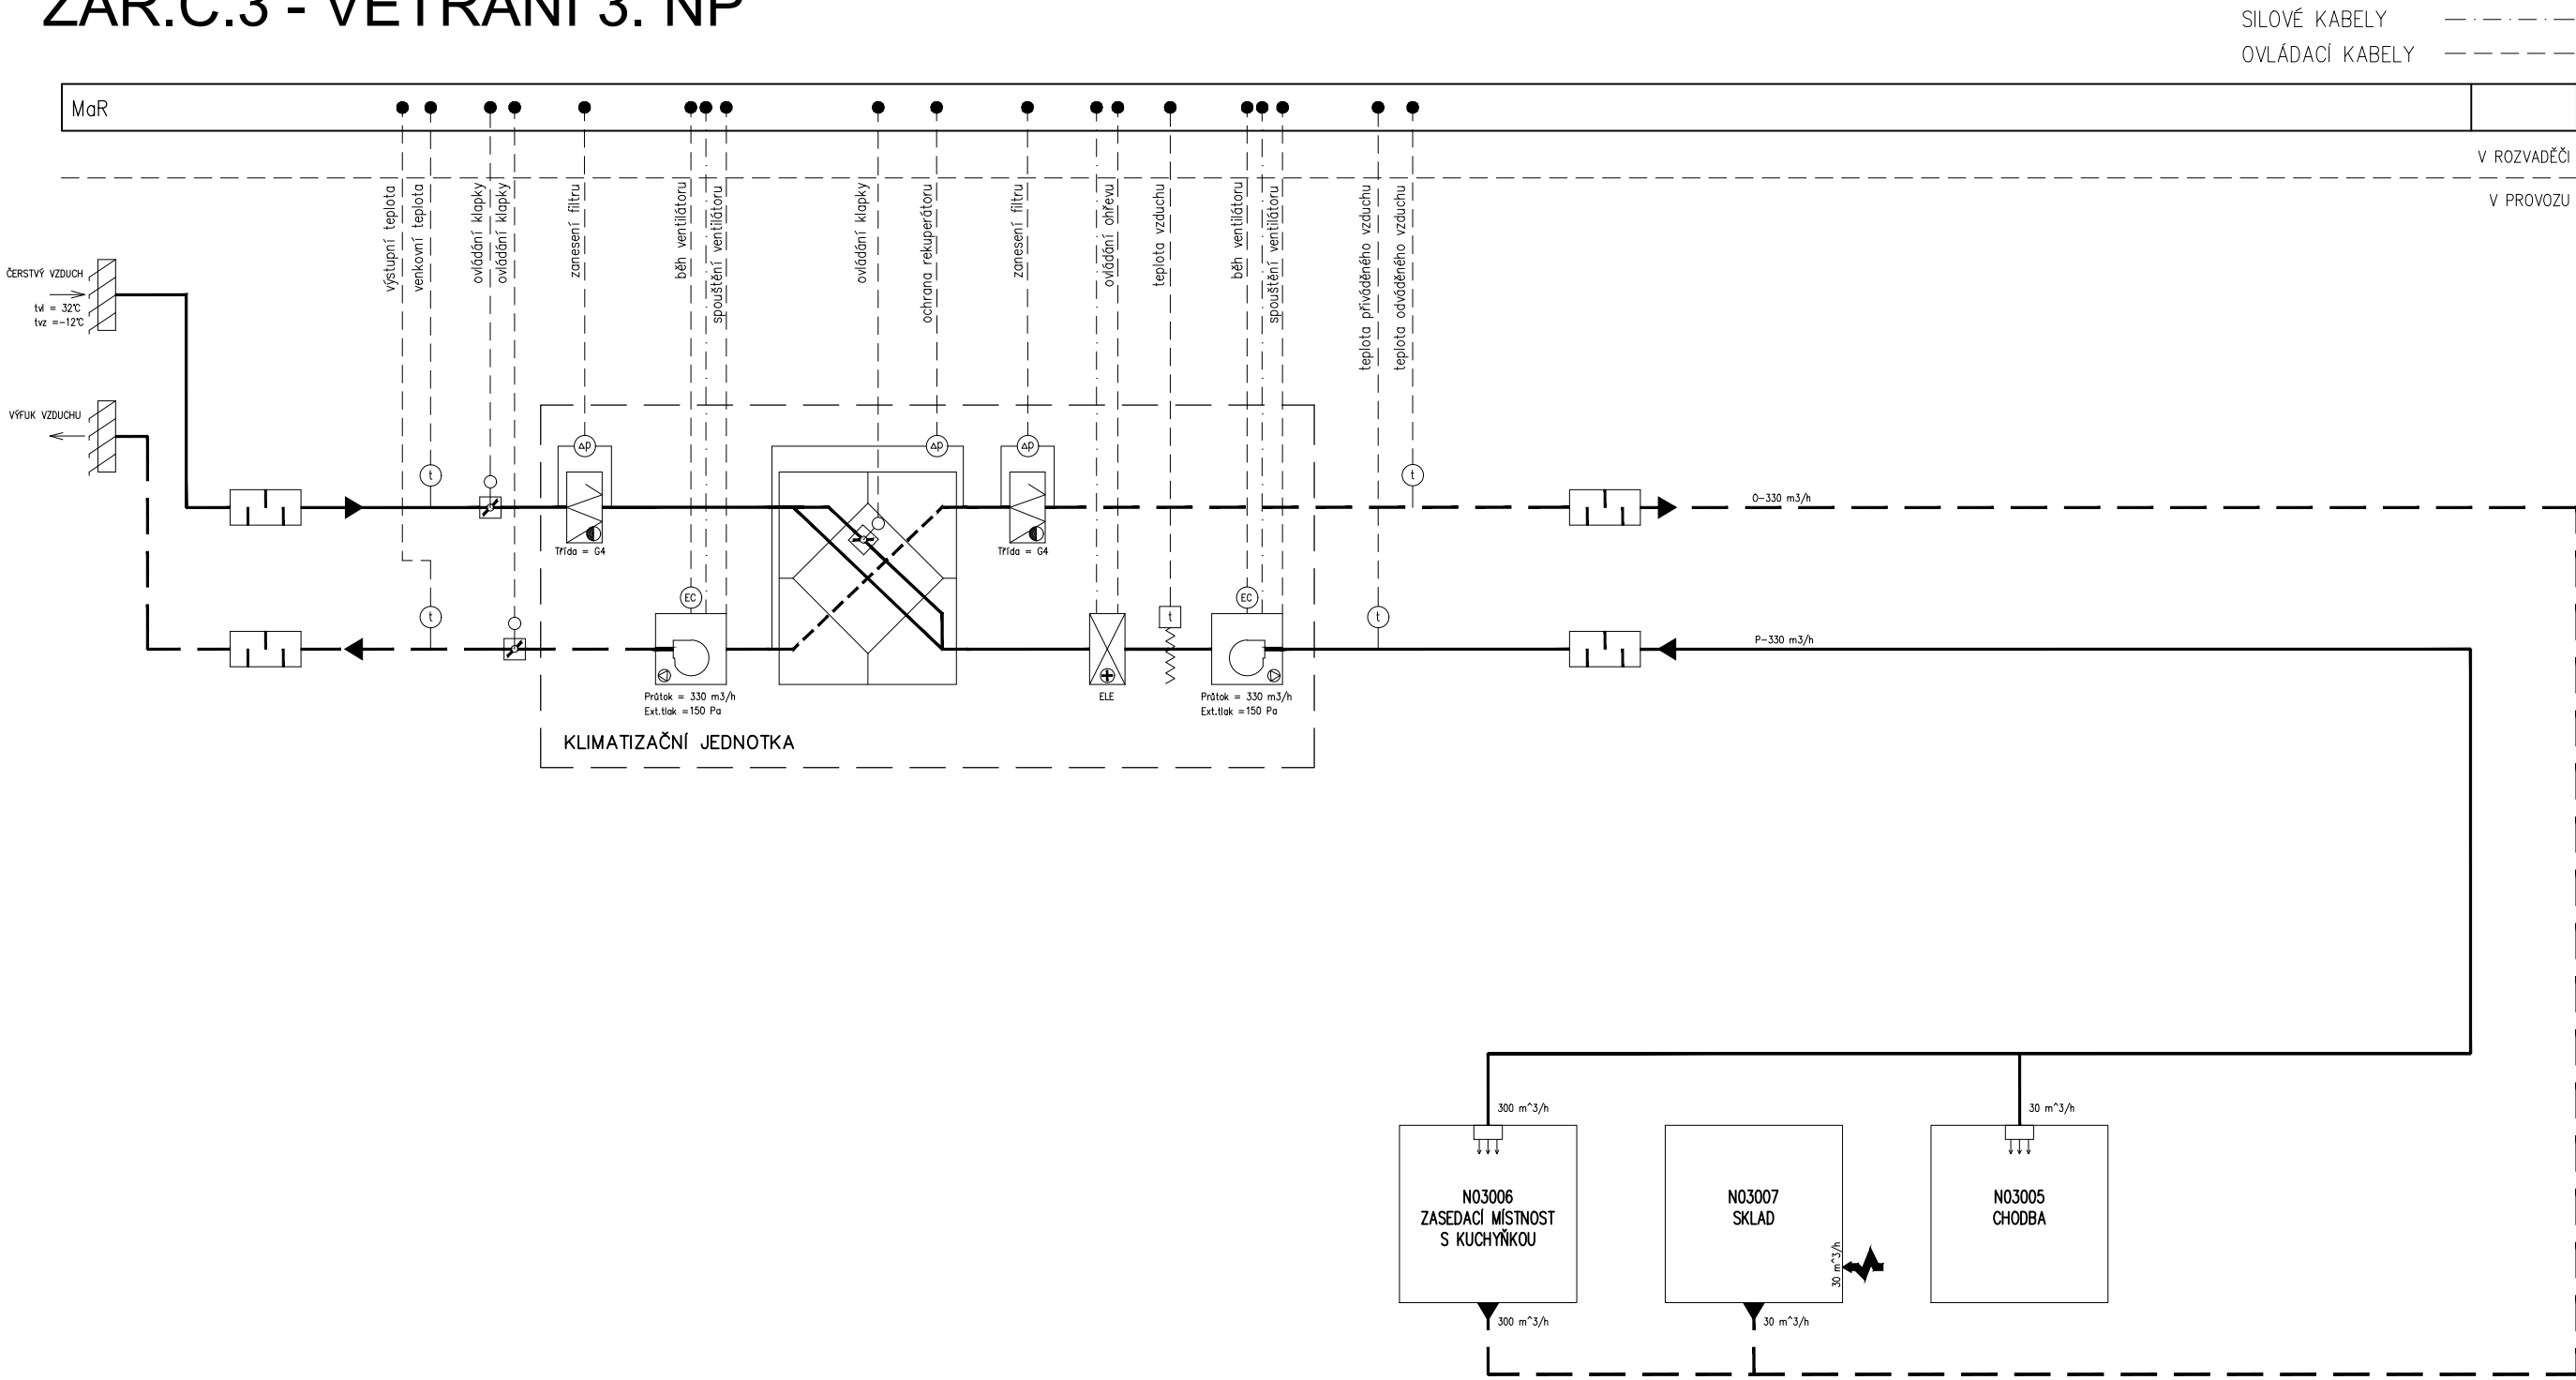 ZAŘ.Č.3 - VĚTRÁNÍ 3. NP
SILOVÉ KABELY
OVLÁDACÍ KABELY
MaR
V ROZVADĚČI
V PROVOZU
výstupní teplota
venkovní teplota
ovládání klapky
ovládání klapky
zanesení filtru
běh ventilátoru
spouštění ventilátoru
ovládání klapky
ochrana rekuperátoru
zanesení filtru
ovládání ohřevu
teplota vzduchu
běh ventilátoru
spouštění ventilátoru
teplota přiváděného vzduchu
teplota odváděného vzduchu
ČERSTVÝ VZDUCH
tvl = 32°C
tvz =-12°C
VÝFUK VZDUCHU
Δp
Δp
Δp
t
t
Třída = G4
Třída = G4
O-330 m3/h
EC
EC
t
t
t
P-330 m3/h
Průtok = 330 m3/h
Ext.tlak =150 Pa
ELE
Průtok = 330 m3/h
Ext.tlak =150 Pa
KLIMATIZAČNÍ JEDNOTKA
300 m^3/h
30 m^3/h
N03006
ZASEDACÍ MÍSTNOST
S KUCHYŇKOU
N03007
SKLAD
N03005
CHODBA
30 m^3/h
300 m^3/h
30 m^3/h